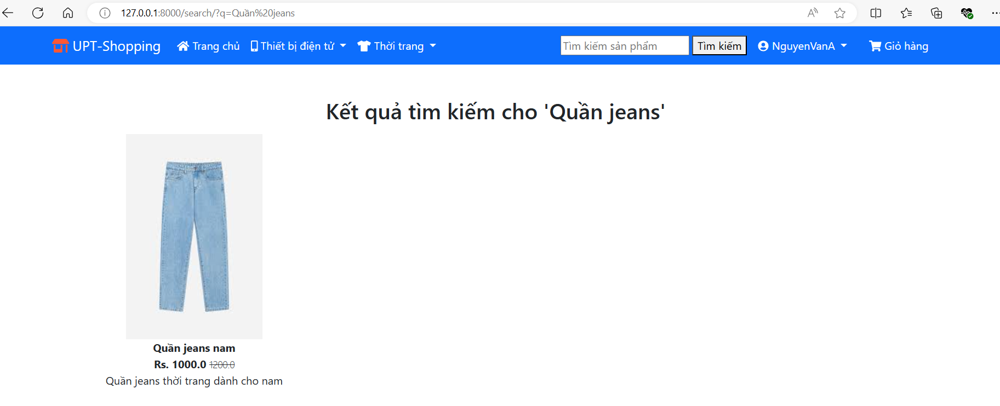 127.0.0.1:8000/search/?q=Quần%20jeans
UPT-Shopping Trang chủ Thiết bị điện tử Thời trang Tìm kiếm sản phẩm Tìm kiếm NguyenVanA Giỏ hàng
Kết quả tìm kiếm cho 'Quần jeans'
Quần jeans nam
Rs. 1000.0 1200.0
Quần jeans thời trang dành cho nam